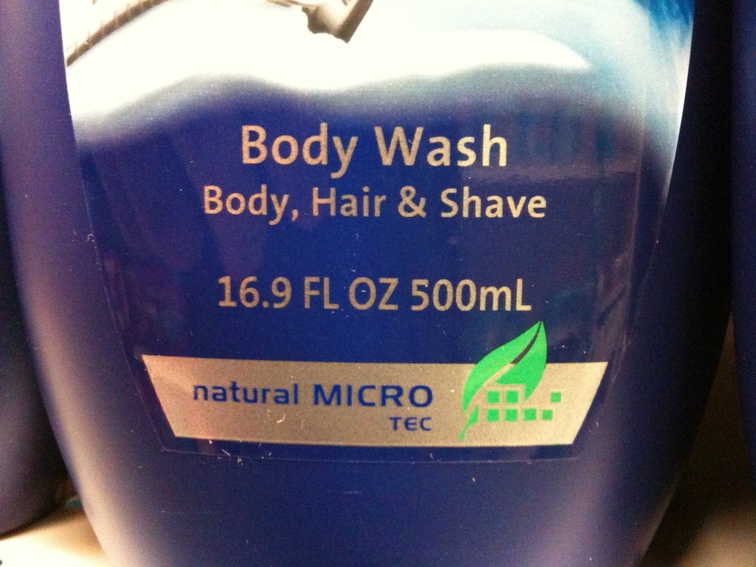 Body Wash
Body, Hair & Shave
16.9 FL OZ 500mL
natural MICRO
TEC